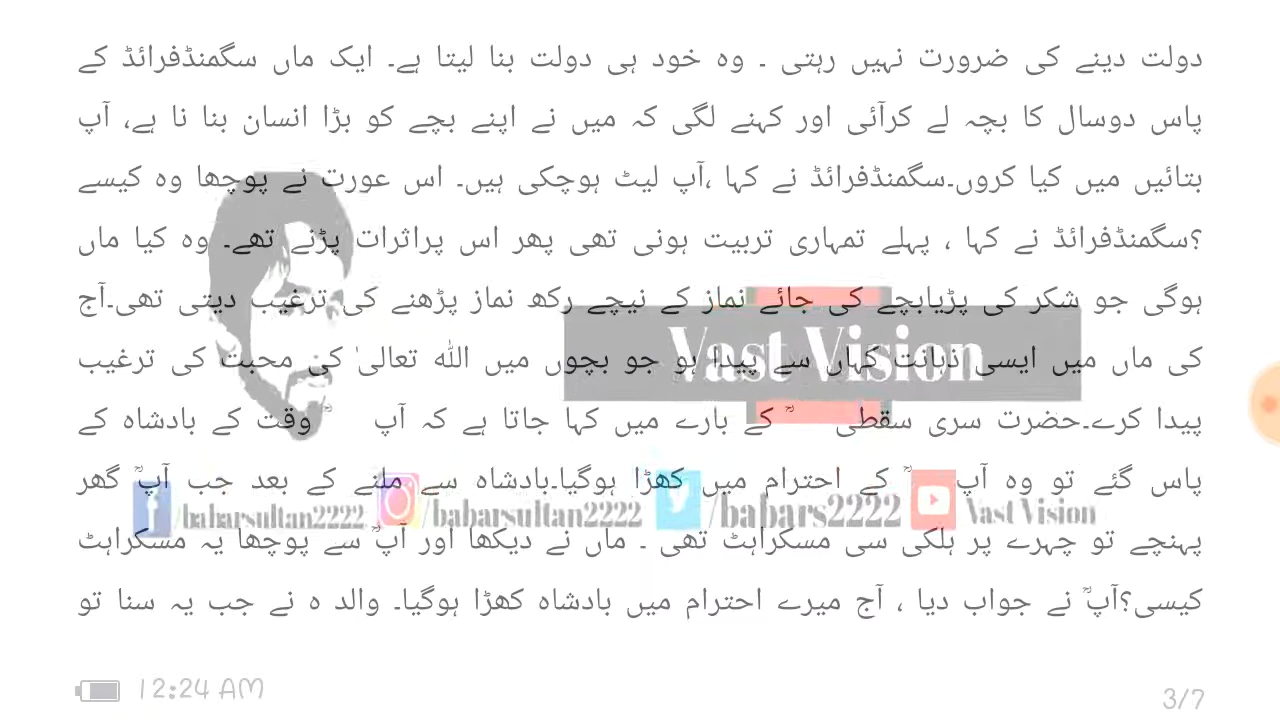 دولت دینے کی ضرورت نہیں رہتی ۔ وہ خود ہی دولت بنا لیتا ہے۔ ایک ماں سگمنڈفرائڈ کے
پاس دوسال کا بچہ لے کرآئی اور کہنے لگی کہ میں نے اپنے بچے کو بڑا انسان بنا نا ہے، آپ
بتائیں میں کیا کروں۔سگمنڈفرائڈ نے کہا ،آپ لیٹ ہوچکی ہیں۔ اس عورت نے پوچھا وہ کیسے
؟سگمنڈفرائڈ نے کہا ، پہلے تمہاری تربیت ہونی تھی پھر اس پراثرات پڑنے تھے۔ وہ کیا ماں
ہوگی جو شکر کی پڑیابچے کی جائے نماز کے نیچے رکھ نماز پڑھنے کی ترغیب دیتی تھی۔آج
کی ماں میں ایسی ذہانت کہاں سے پیدا ہو جو بچوں میں اللہ تعالیٰ کی محبت کی ترغیب
Vast Vision
پیدا کرے۔حضرت سری سقطی ؒ کے بارے میں کہا جاتا ہے کہ آپ ؒ وقت کے بادشاہ کے
پاس گئے تو وہ آپ ؒ کے احترام میں کھڑا ہوگیا۔بادشاہ سے ملنے کے بعد جب آپؒ گھر
/babarsultan2222 /babarsultan2222 /babars2222 Vast Vision
پہنچے تو چہرے پر ہلکی سی مسکراہٹ تھی ۔ ماں نے دیکھا اور آپؒ سے پوچھا یہ مسکراہٹ
کیسی؟آپؒ نے جواب دیا ، آج میرے احترام میں بادشاہ کھڑا ہوگیا۔ والد ہ نے جب یہ سنا تو
12:24 AM 3/7